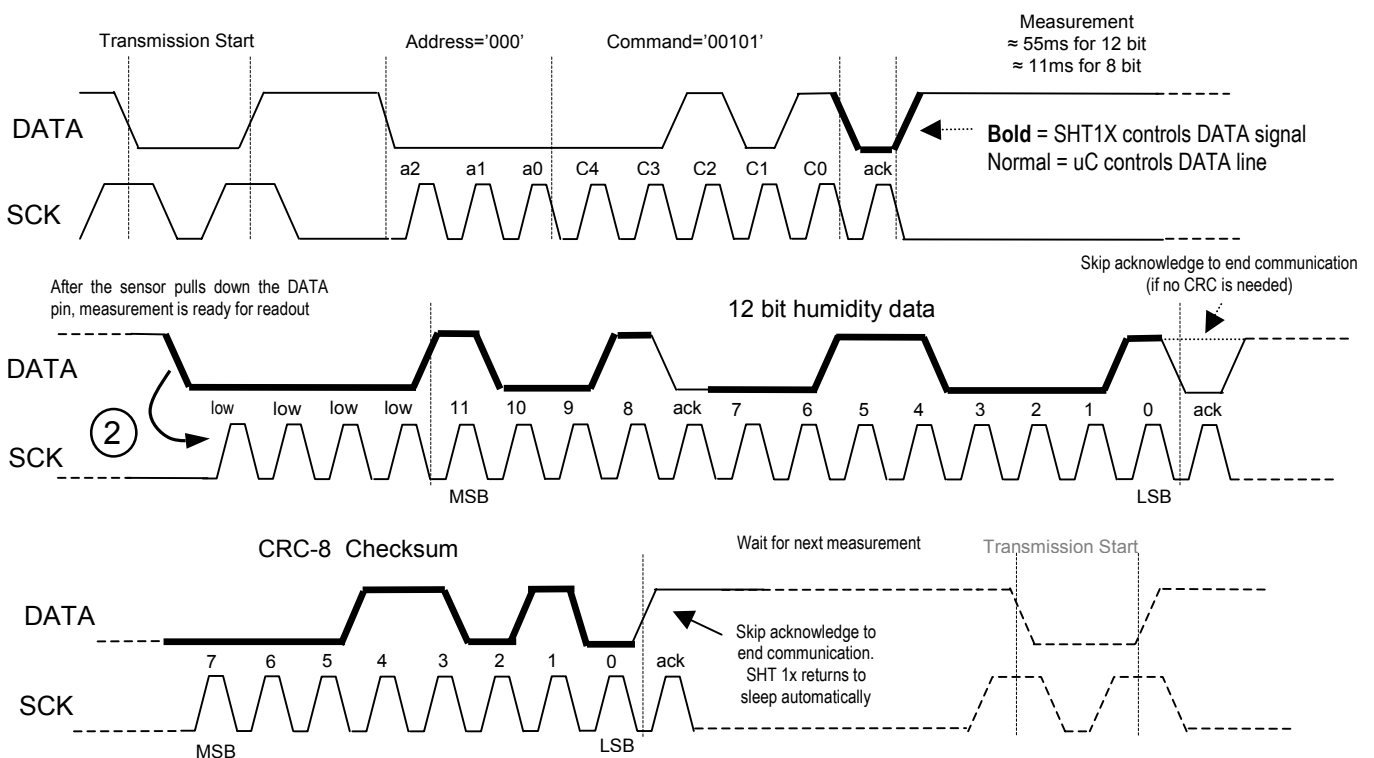 Transmission Start
Address='000'
Command='00101'
Measurement
≈ 55ms for 12 bit
≈ 11ms for 8 bit
DATA
Bold = SHT1X controls DATA signal
Normal = uC controls DATA line
a2 a1 a0 C4 C3 C2 C1 C0 ack
SCK
After the sensor pulls down the DATA
pin, measurement is ready for readout
12 bit humidity data
Skip acknowledge to end communication
(if no CRC is needed)
DATA
low low low low 11 10 9 8 ack 7 6 5 4 3 2 1 0 ack
2
SCK
MSB LSB
CRC-8 Checksum
Wait for next measurement
Transmission Start
DATA
Skip acknowledge to
end communication.
SHT 1x returns to
sleep automatically
7 6 5 4 3 2 1 0 ack
SCK
MSB LSB